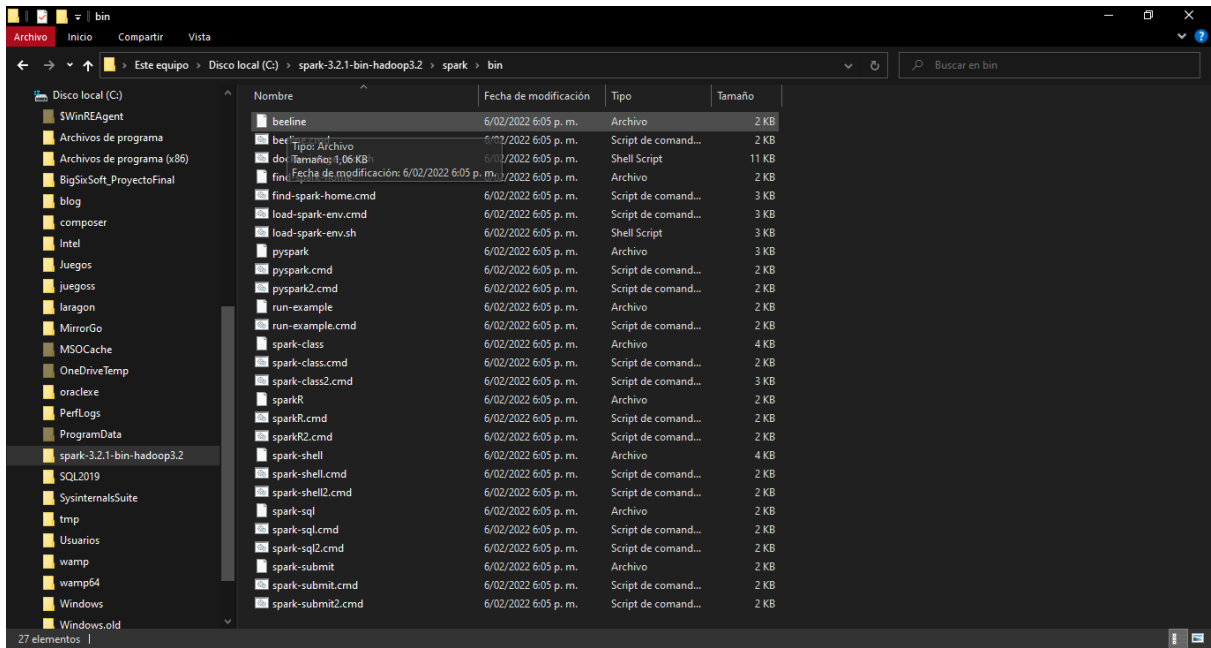 bin
Archivo Inicio Compartir Vista
Este equipo > Disco local (C:) > spark-3.2.1-bin-hadoop3.2 > spark > bin
Buscar en bin
Disco local (C:)
$WinREAgent
Archivos de programa
Archivos de programa (x86)
BigSixSoft_ProyectoFinal
blog
composer
Intel
Juegos
juegoss
laragon
MirrorGo
MSOCache
OneDriveTemp
oraclexe
PerfLogs
ProgramData
spark-3.2.1-bin-hadoop3.2
SQL2019
SysinternalsSuite
tmp
Usuarios
wamp
wamp64
Windows
Windows.old
Nombre Fecha de modificación Tipo Tamaño
beeline 6/02/2022 6:05 p. m. Archivo 2 KB
6/02/2022 6:05 p. m. Script de comand... 2 KB
Tipo: Archivo
6/02/2022 6:05 p. m. Shell Script 11 KB
Tamaño: 1,06 KB
6/02/2022 6:05 p. m. Archivo 2 KB
Fecha de modificación: 6/02/2022 6:05 p. m.
find-spark-home.cmd 6/02/2022 6:05 p. m. Script de comand... 3 KB
load-spark-env.cmd 6/02/2022 6:05 p. m. Script de comand... 3 KB
load-spark-env.sh 6/02/2022 6:05 p. m. Shell Script 3 KB
pyspark 6/02/2022 6:05 p. m. Archivo 3 KB
pyspark.cmd 6/02/2022 6:05 p. m. Script de comand... 2 KB
pyspark2.cmd 6/02/2022 6:05 p. m. Script de comand... 2 KB
run-example 6/02/2022 6:05 p. m. Archivo 2 KB
run-example.cmd 6/02/2022 6:05 p. m. Script de comand... 2 KB
spark-class 6/02/2022 6:05 p. m. Archivo 4 KB
spark-class.cmd 6/02/2022 6:05 p. m. Script de comand... 2 KB
spark-class2.cmd 6/02/2022 6:05 p. m. Script de comand... 3 KB
sparkR 6/02/2022 6:05 p. m. Archivo 2 KB
sparkR.cmd 6/02/2022 6:05 p. m. Script de comand... 2 KB
sparkR2.cmd 6/02/2022 6:05 p. m. Script de comand... 2 KB
spark-shell 6/02/2022 6:05 p. m. Archivo 4 KB
spark-shell.cmd 6/02/2022 6:05 p. m. Script de comand... 2 KB
spark-shell2.cmd 6/02/2022 6:05 p. m. Script de comand... 2 KB
spark-sql 6/02/2022 6:05 p. m. Archivo 2 KB
spark-sql.cmd 6/02/2022 6:05 p. m. Script de comand... 2 KB
spark-sql2.cmd 6/02/2022 6:05 p. m. Script de comand... 2 KB
spark-submit 6/02/2022 6:05 p. m. Archivo 2 KB
spark-submit.cmd 6/02/2022 6:05 p. m. Script de comand... 2 KB
spark-submit2.cmd 6/02/2022 6:05 p. m. Script de comand... 2 KB
27 elementos